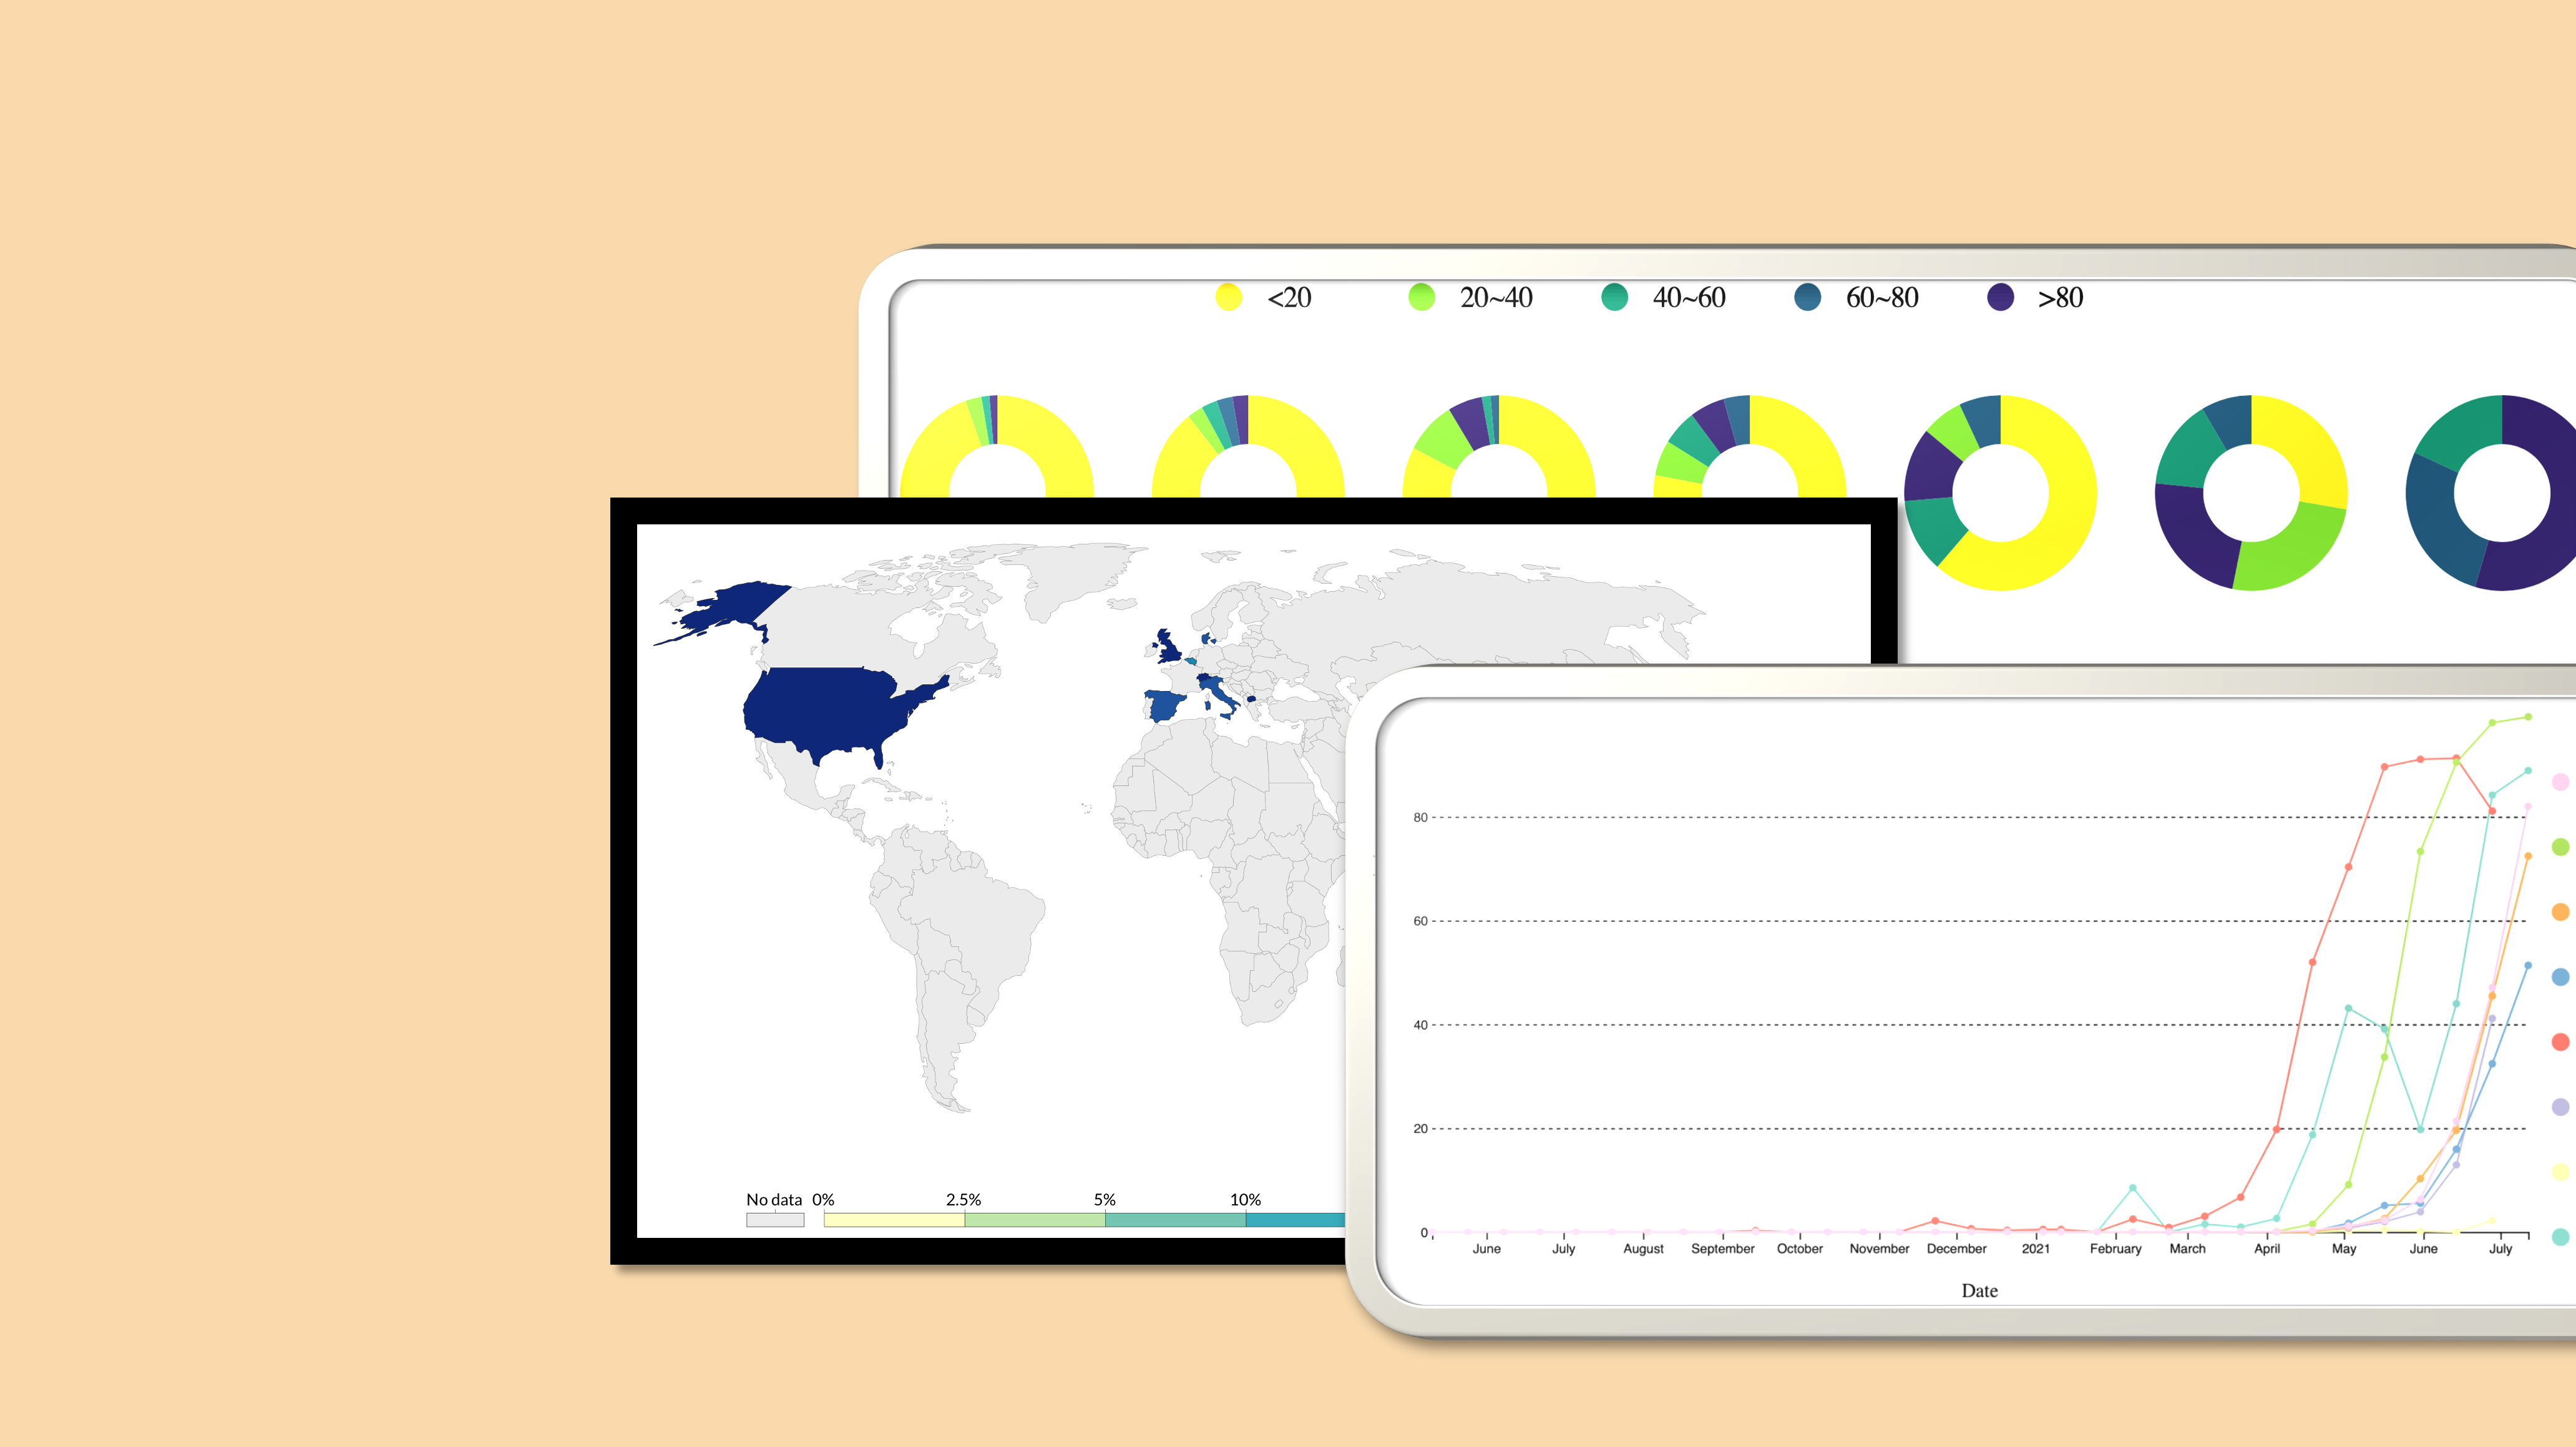 <20 20~40 40~60 60~80 >80
No data 0% 2.5% 5% 10%
80
60
40
20
0
June July August September October November December 2021 February March April May June July
Date